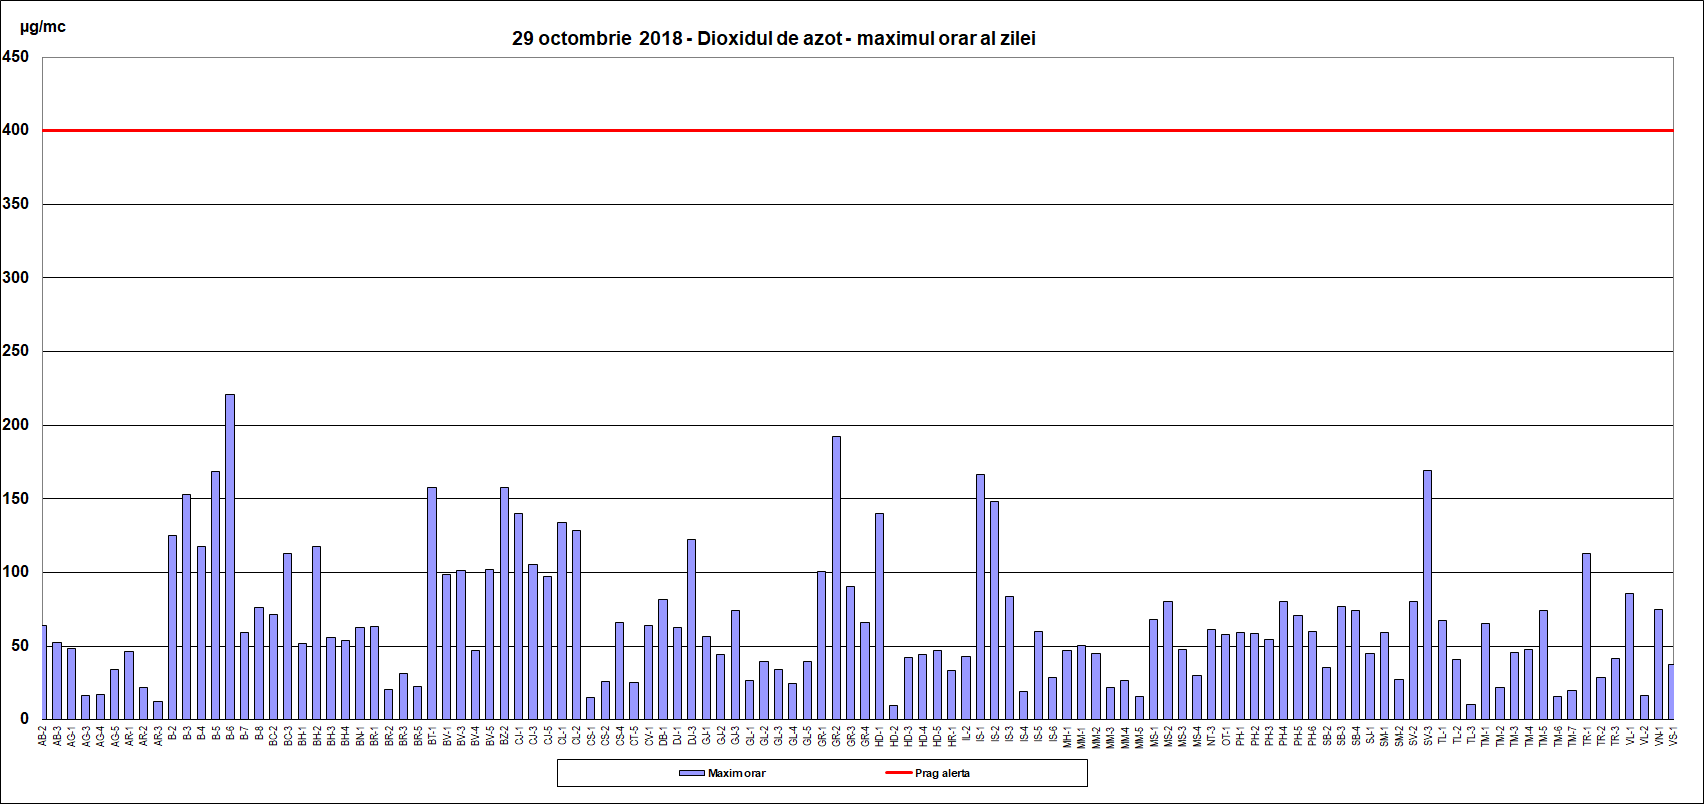 µg/mc
29 octombrie 2018 - Dioxidul de azot - maximul orar al zilei
450
400
350
300
250
200
150
100
50
0
AB-2 AB-3 AG-1 AG-3 AG-4 AG-5 AR-1 AR-2 AR-3 B-2 B-3 B-4 B-5 B-6 B-7 B-8 BC-2 BC-3 BH-1 BH-2 BH-3 BH-4 BN-1 BR-1 BR-2 BR-3 BR-5 BT-1 BV-1 BV-3 BV-4 BV-5 BZ-2 CJ-1 CJ-3 CJ-5 CL-1 CL-2 CS-1 CS-2 CS-4 CT-5 CV-1 DB-1 DJ-1 DJ-3 GJ-1 GJ-2 GJ-3 GL-1 GL-2 GL-3 GL-4 GL-5 GR-1 GR-2 GR-3 GR-4 HD-1 HD-2 HD-3 HD-4 HD-5 HR-1 IL-2 IS-1 IS-2 IS-3 IS-5 IS-6 MH-1 MM-1 MM-2 MM-3 MM-4 MM-5 MS-1 MS-2 MS-3 MS-4 NT-3 OT-1 PH-1 PH-2 PH-3 PH-4 PH-5 PH-6 SB-2 SB-3 SB-4 SJ-1 SM-1 SM-2 SV-2 SV-3 TL-1 TL-2 TL-3 TM-1 TM-2 TM-3 TM-4 TM-5 TM-6 TM-7 TR-1 TR-2 TR-3 VL-1 VL-2 VN-1 VS-1
Maxim orar
Prag alerta